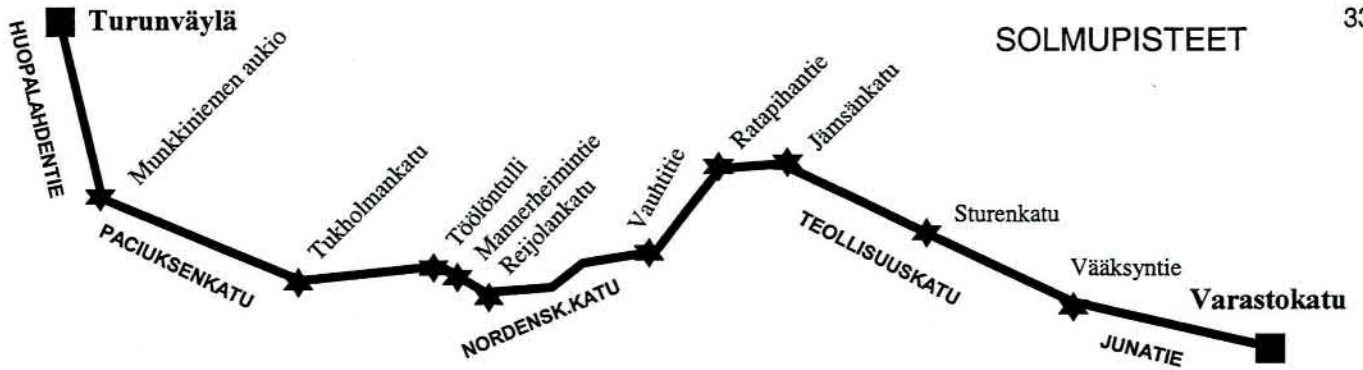 33
SOLMUPISTEET
Turunväylä
HUOPALAHDENTIE
Munkkiniemen aukio
PACIUKSENKATU
Tukholmankatu
Töölöntulli
Mannerheimintie
Reijolankatu
NORDENSK.KATU
Vauhtitie
Ratapihantie
Jämsänkatu
TEOLLISUUSKATU
Sturenkatu
Vääksyntie
JUNATIE
Varastokatu